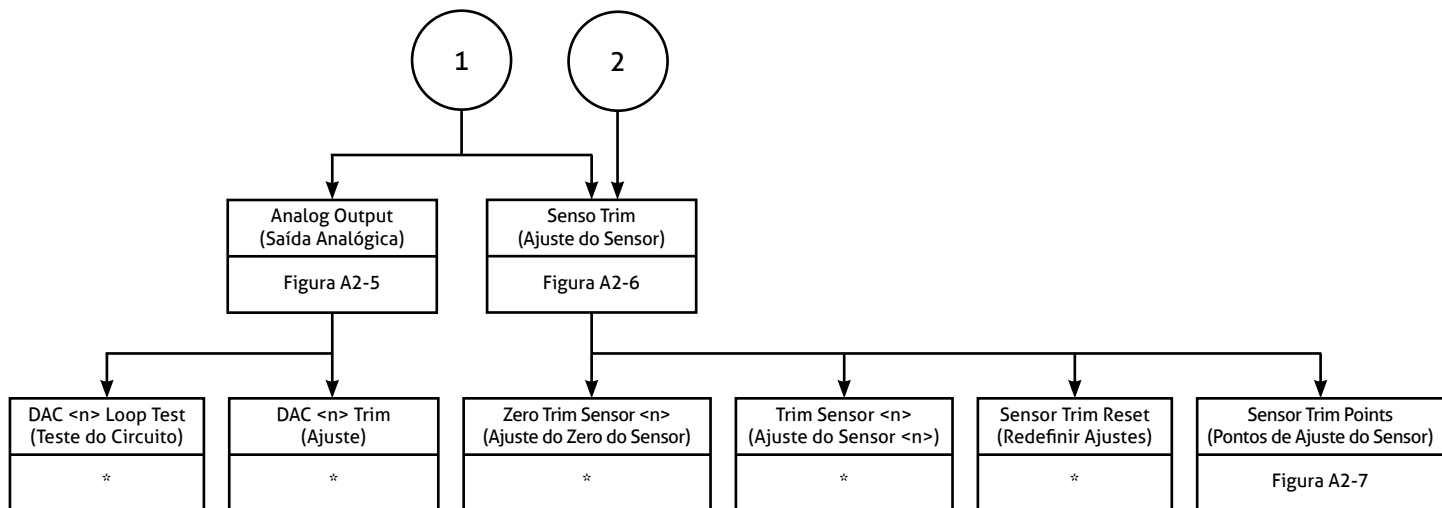 1
2
Analog Output
(Saída Analógica)
Figura A2-5
Senso Trim
(Ajuste do Sensor)
Figura A2-6
DAC <n> Loop Test
(Teste do Circuito)
*
DAC <n> Trim
(Ajuste)
*
Zero Trim Sensor <n>
(Ajuste do Zero do Sensor)
*
Trim Sensor <n>
(Ajuste do Sensor <n>)
*
Sensor Trim Reset
(Redefinir Ajustes)
*
Sensor Trim Points
(Pontos de Ajuste do Sensor)
Figura A2-7